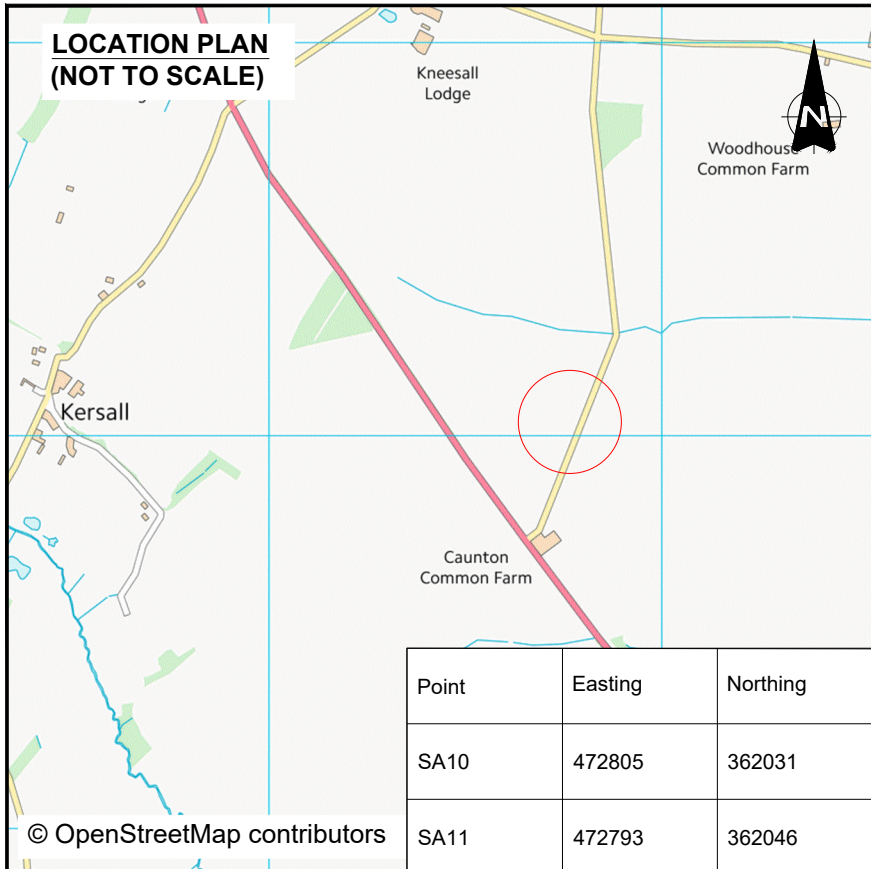 LOCATION PLAN
(NOT TO SCALE)
Kneesall
Lodge
N
Woodhouse
Common Farm
Kersall
Caunton
Common Farm
Point Easting Northing
SA10 472805 362031
SA11 472793 362046
© OpenStreetMap contributors